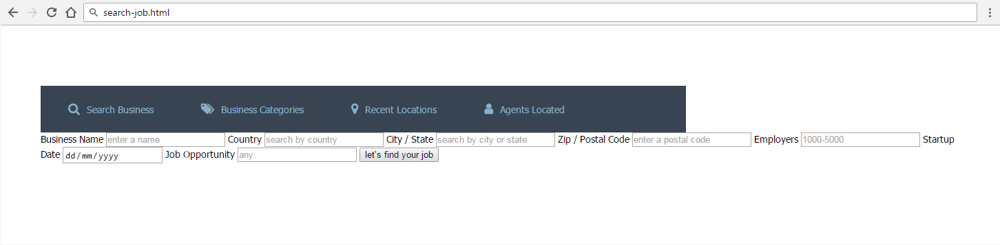 search-job.html
Search Business Business Categories Recent Locations Agents Located
Business Name enter a name Country search by country City / State search by city or state Zip / Postal Code enter a postal code Employers 1000-5000 Startup
Date dd/mm/yyyy Job Opportunity any let's find your job